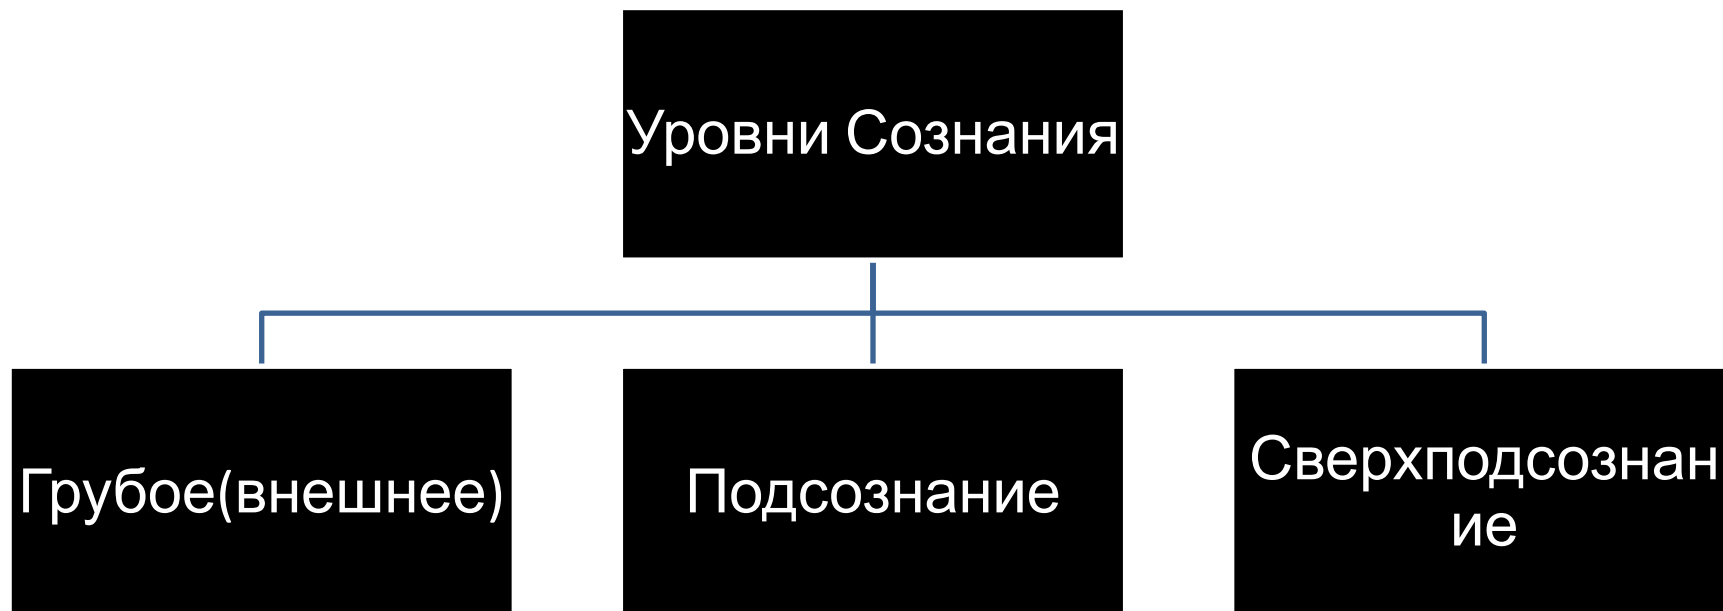 Уровни Сознания
Грубое(внешнее)
Подсознание
Сверхподсознан
ие